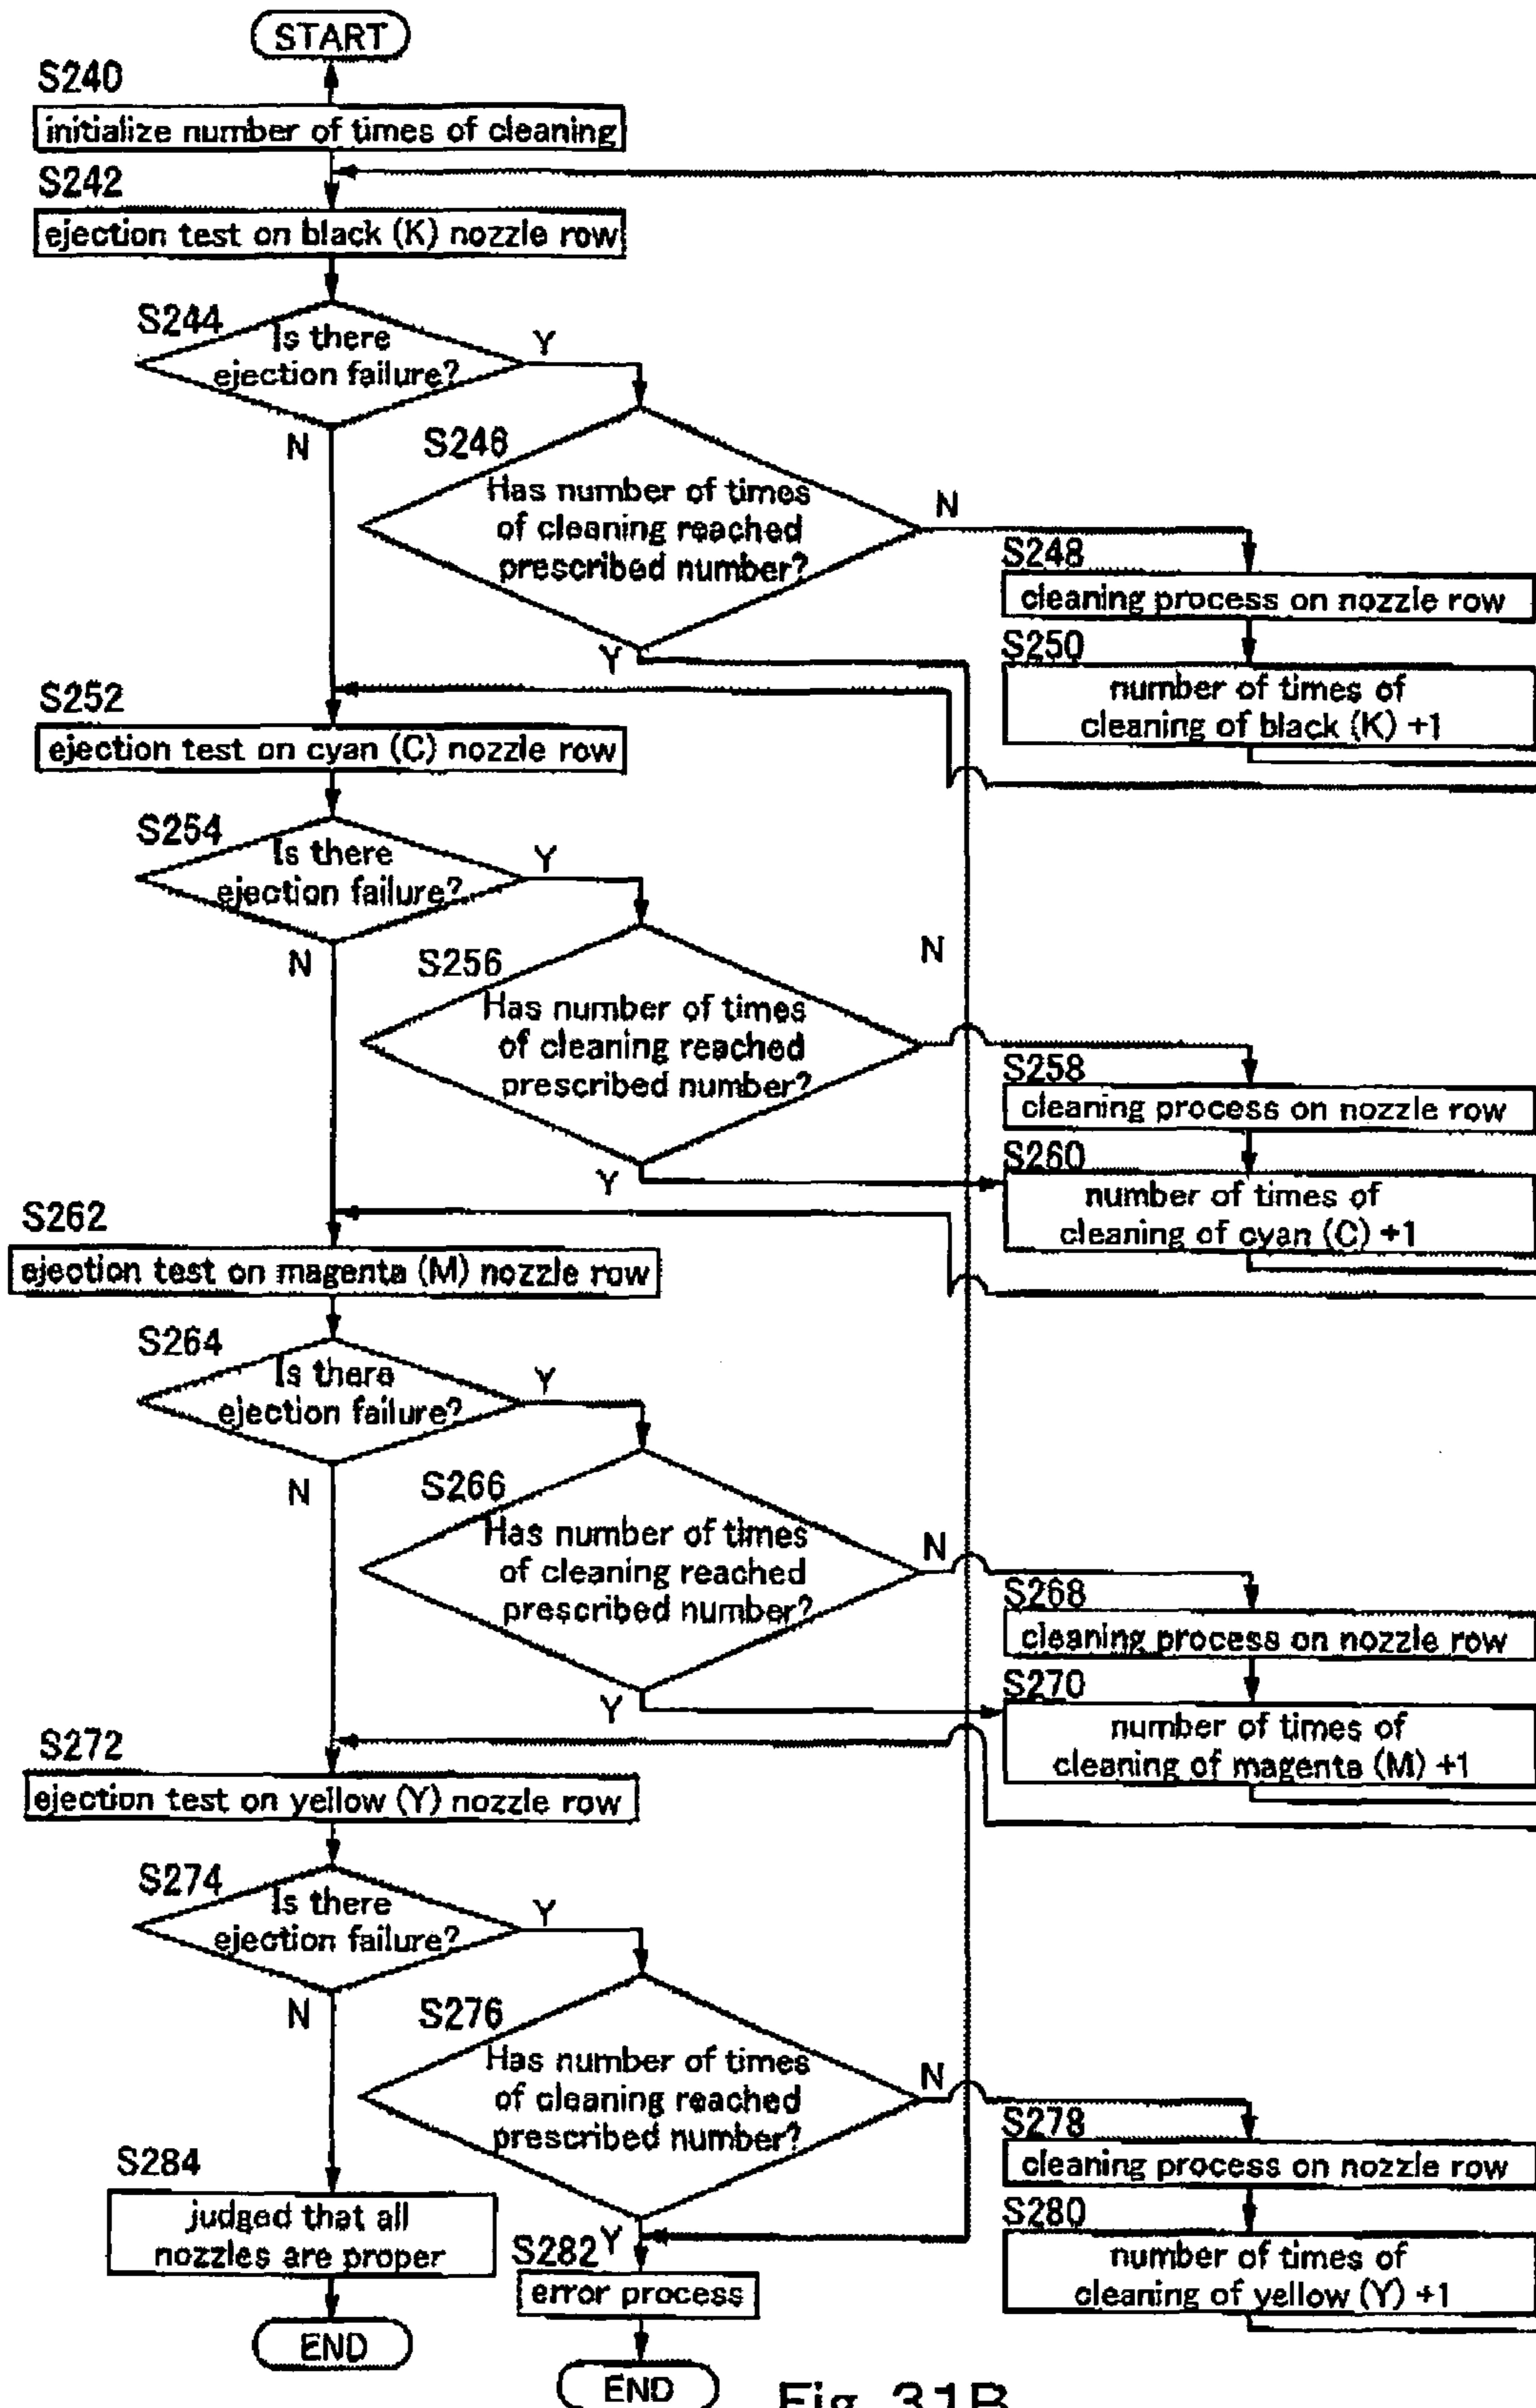 START
S240
initialize number of times of cleaning
S242
ejection test on black (K) nozzle row
S244
Is there
ejection failure?
Y
N
S246
Has number of times
of cleaning reached
prescribed number?
N
Y
S248
cleaning process on nozzle row
S250
number of times of
cleaning of black (K) +1
S252
ejection test on cyan (C) nozzle row
S254
Is there
ejection failure?
Y
N
S256
Has number of times
of cleaning reached
prescribed number?
N
Y
S258
cleaning process on nozzle row
S260
number of times of
cleaning of cyan (C) +1
S262
ejection test on magenta (M) nozzle row
S264
Is there
ejection failure?
Y
N
S266
Has number of times
of cleaning reached
prescribed number?
N
Y
S268
cleaning process on nozzle row
S270
number of times of
cleaning of magenta (M) +1
S272
ejection test on yellow (Y) nozzle row
S274
Is there
ejection failure?
Y
N
S276
Has number of times
of cleaning reached
prescribed number?
N
Y
S278
cleaning process on nozzle row
S280
number of times of
cleaning of yellow (Y) +1
S284
judged that all
nozzles are proper
END
S282
error process
END
Fig. 31B